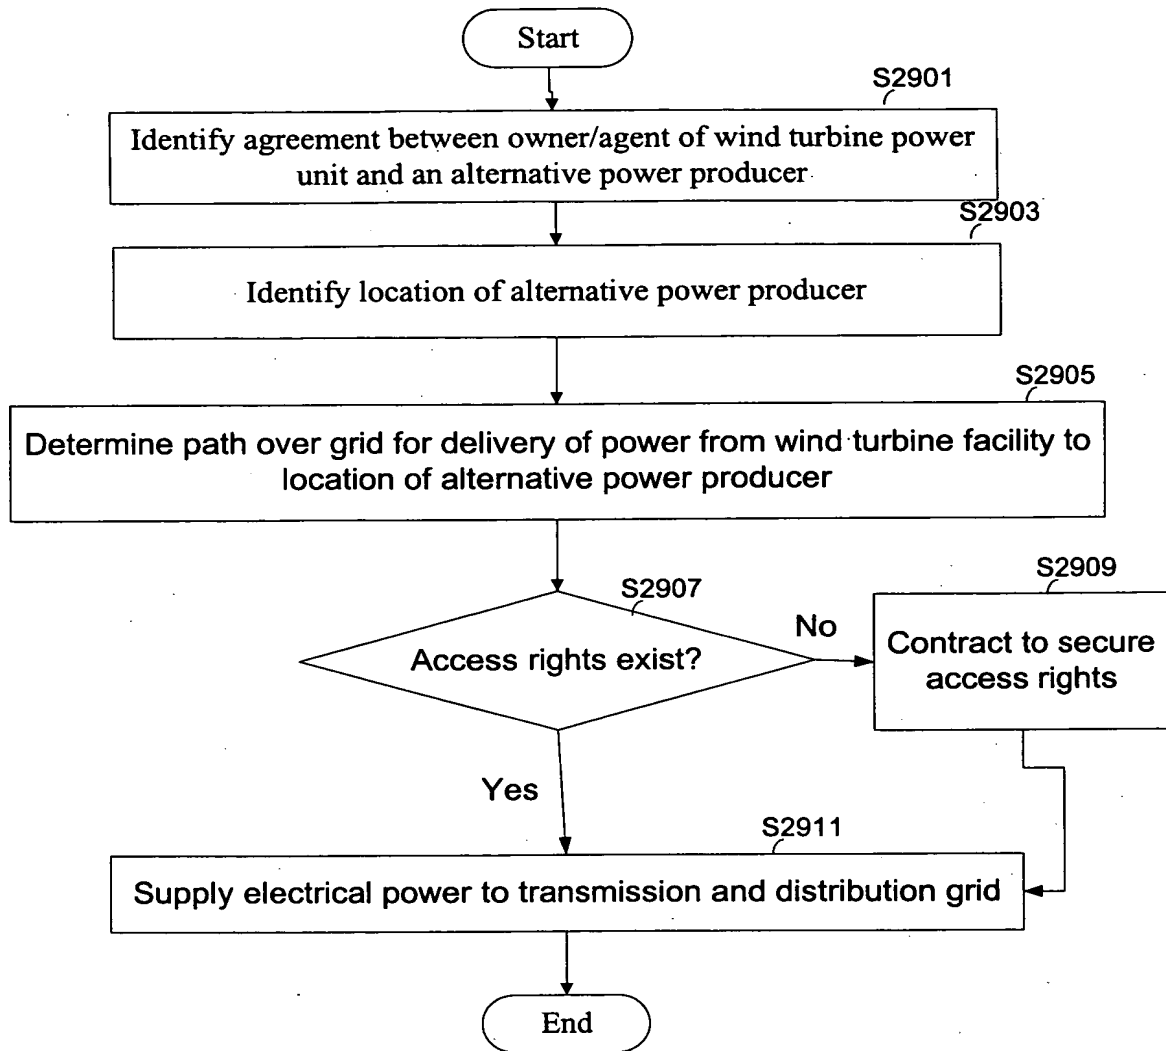 Start
S2901
Identify agreement between owner/agent of wind turbine power
unit and an alternative power producer
S2903
Identify location of alternative power producer
S2905
Determine path over grid for delivery of power from wind turbine facility to
location of alternative power producer
S2907
Access rights exist?
No
S2909
Contract to secure
access rights
Yes
S2911
Supply electrical power to transmission and distribution grid
End